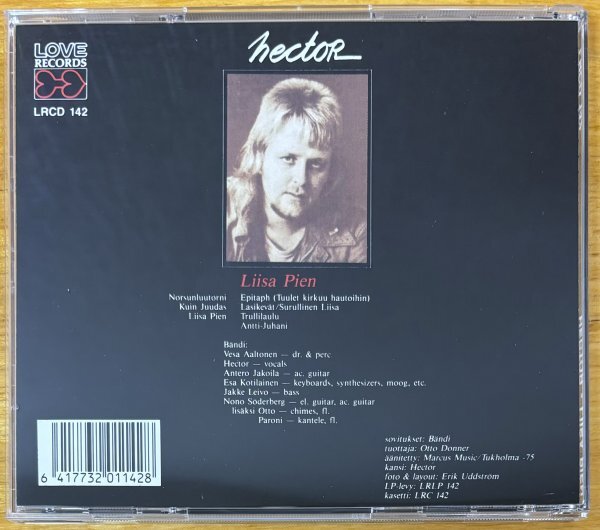 LOVE
RECORDS
LRCD 142
hector
Liisa Pien
Norsunluutorni
Kuin Juudas
Liisa Pien
Epitaph (Tuulet kirkuu hautoihin)
Lasikevät/Surullinen Liisa
Trullilaulu
Antti-Juhani
Bändi:
Vesa Aaltonen — dr. & perc
Hector — vocals
Antero Jakoila — ac. guitar
Esa Kotilainen — keyboards, synthesizers, moog, etc.
Jakke Leivo — bass
Nono Söderberg — el. guitar, ac. guitar
lisäksi Otto — chimes, fl.
Paroni — kantele, fl.
sovitukset: Bändi
tuottaja: Otto Donner
äänitetty: Marcus Music/Tukholma -75
kansi: Hector
foto & layout: Erik Uddström
LP-levy: LRLP 142
kasetti: LRC 142
6 417732 011428